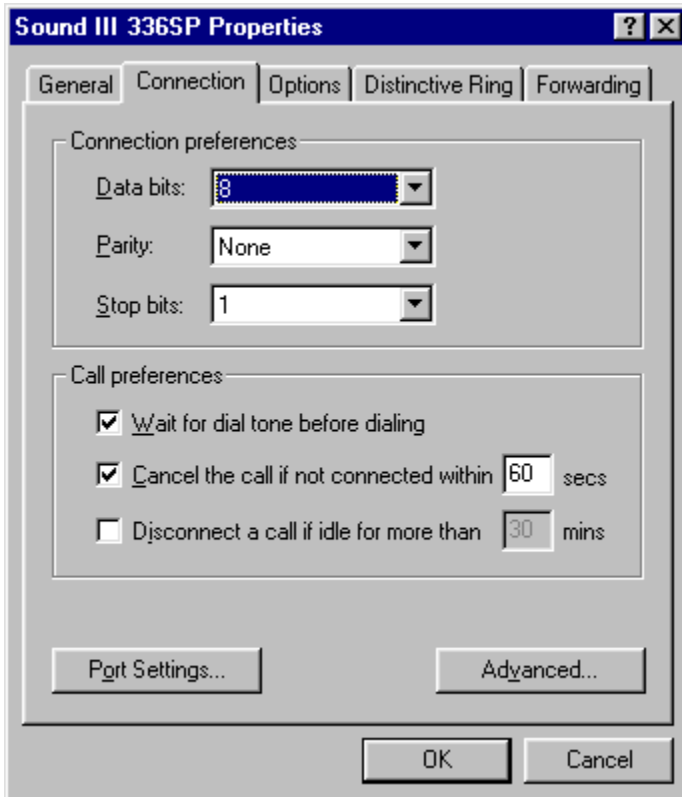 Sound III 336SP Properties
General Connection Options Distinctive Ring Forwarding
Connection preferences
Data bits: 8
Parity: None
Stop bits: 1
Call preferences
Wait for dial tone before dialing
Cancel the call if not connected within 60 secs
Disconnect a call if idle for more than 30 mins
Port Settings... Advanced...
OK Cancel